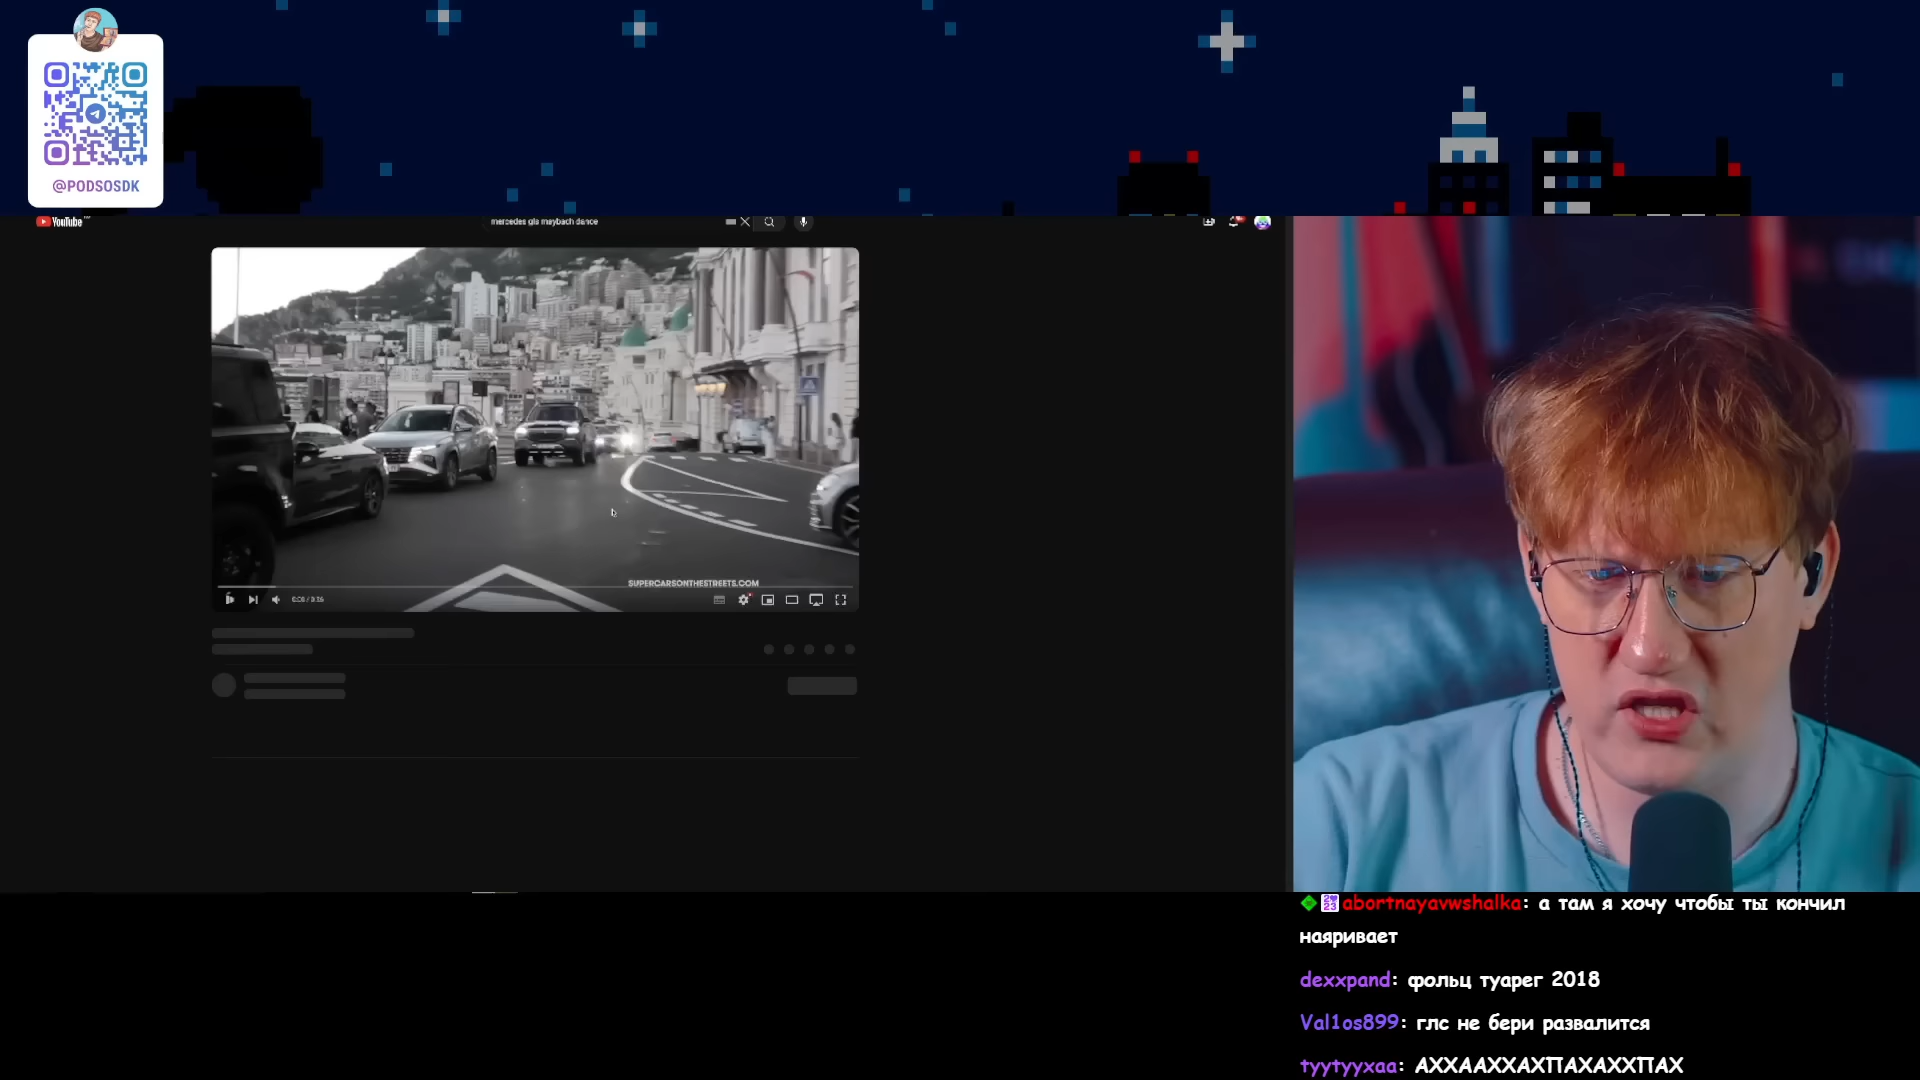 @PODSOSDK
YouTube
mercedes gls maybach dance
SUPERCARSONTHESTREETS.COM
abortnayavwshalka: а там я хочу чтобы ты кончил
наяривает
dexxpand: фольц туарег 2018
Val1os899: глс не бери развалится
тyyтyyxaa: АХХААХХАХПАХАХХПАХ